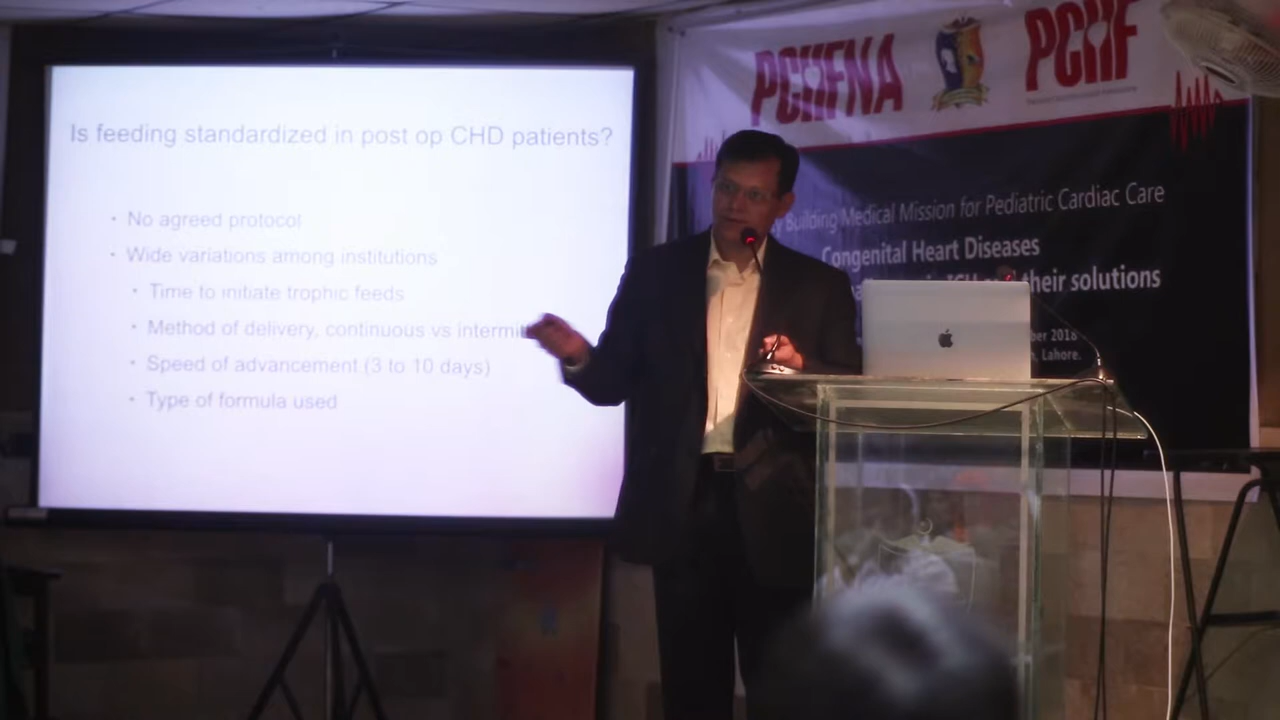 Is feeding standardized in post op CHD patients?
• No agreed protocol
• Wide variations among institutions
• Time to initiate trophic feeds
• Method of delivery, continuous vs intermi
• Speed of advancement (3 to 10 days)
• Type of formula used
PCHFNA
PCHF
Building Medical Mission for Pediatric Cardiac Care
Congenital Heart Diseases
their solutions
ber 2018
Lahore.